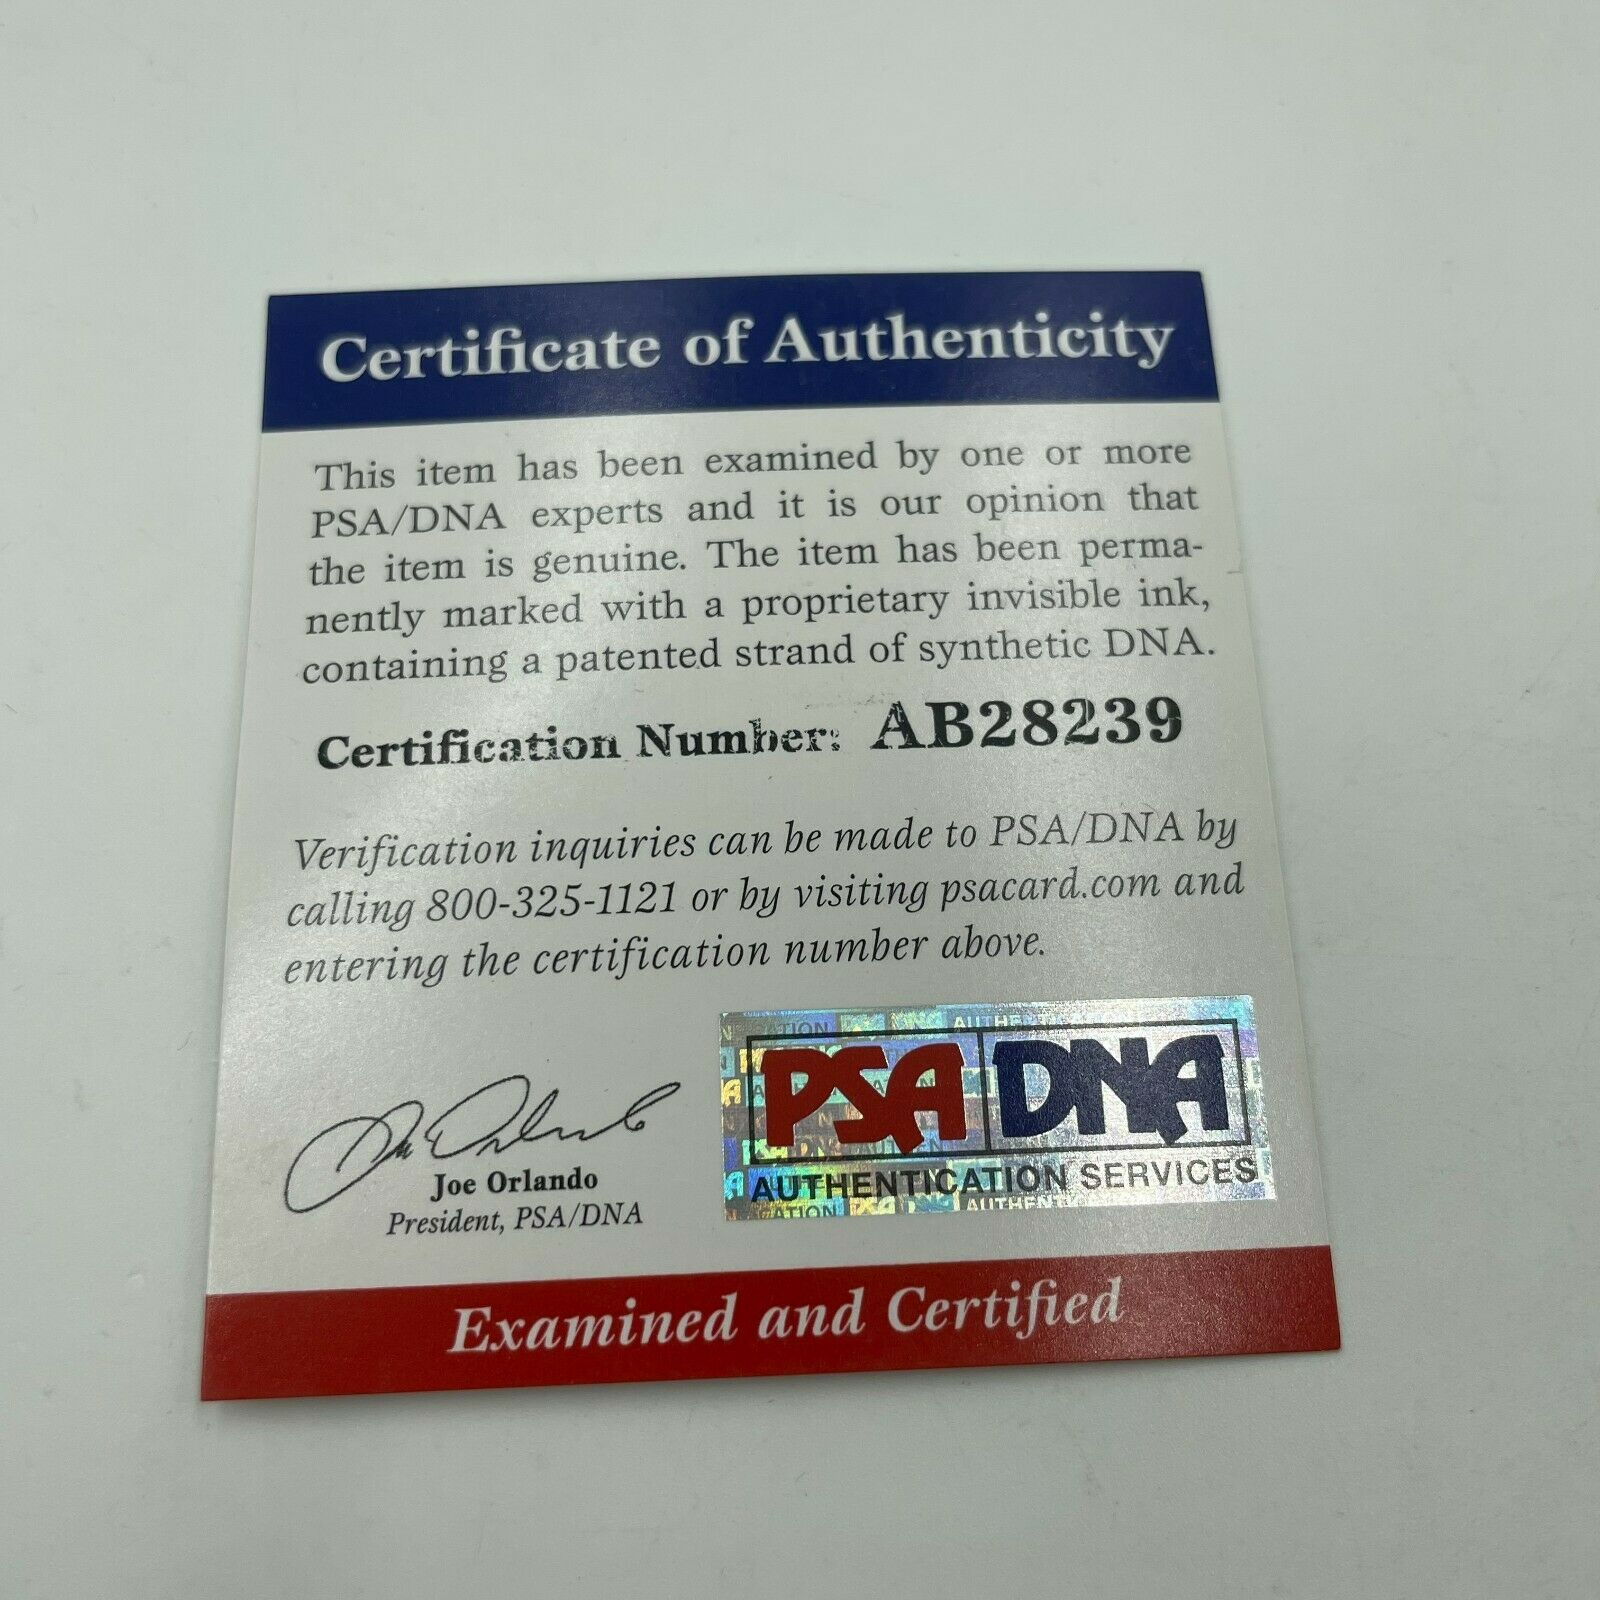 Certificate of Authenticity
This item has been examined by one or more
PSA/DNA experts and it is our opinion that
the item is genuine. The item has been perma-
nently marked with a proprietary invisible ink,
containing a patented strand of synthetic DNA.
Certification Number: AB28239
Verification inquiries can be made to PSA/DNA by
calling 800-325-1121 or by visiting psacard.com and
entering the certification number above.
Joe Orlando
President, PSA/DNA
PSA DNA
AUTHENTICATION SERVICES
Examined and Certified